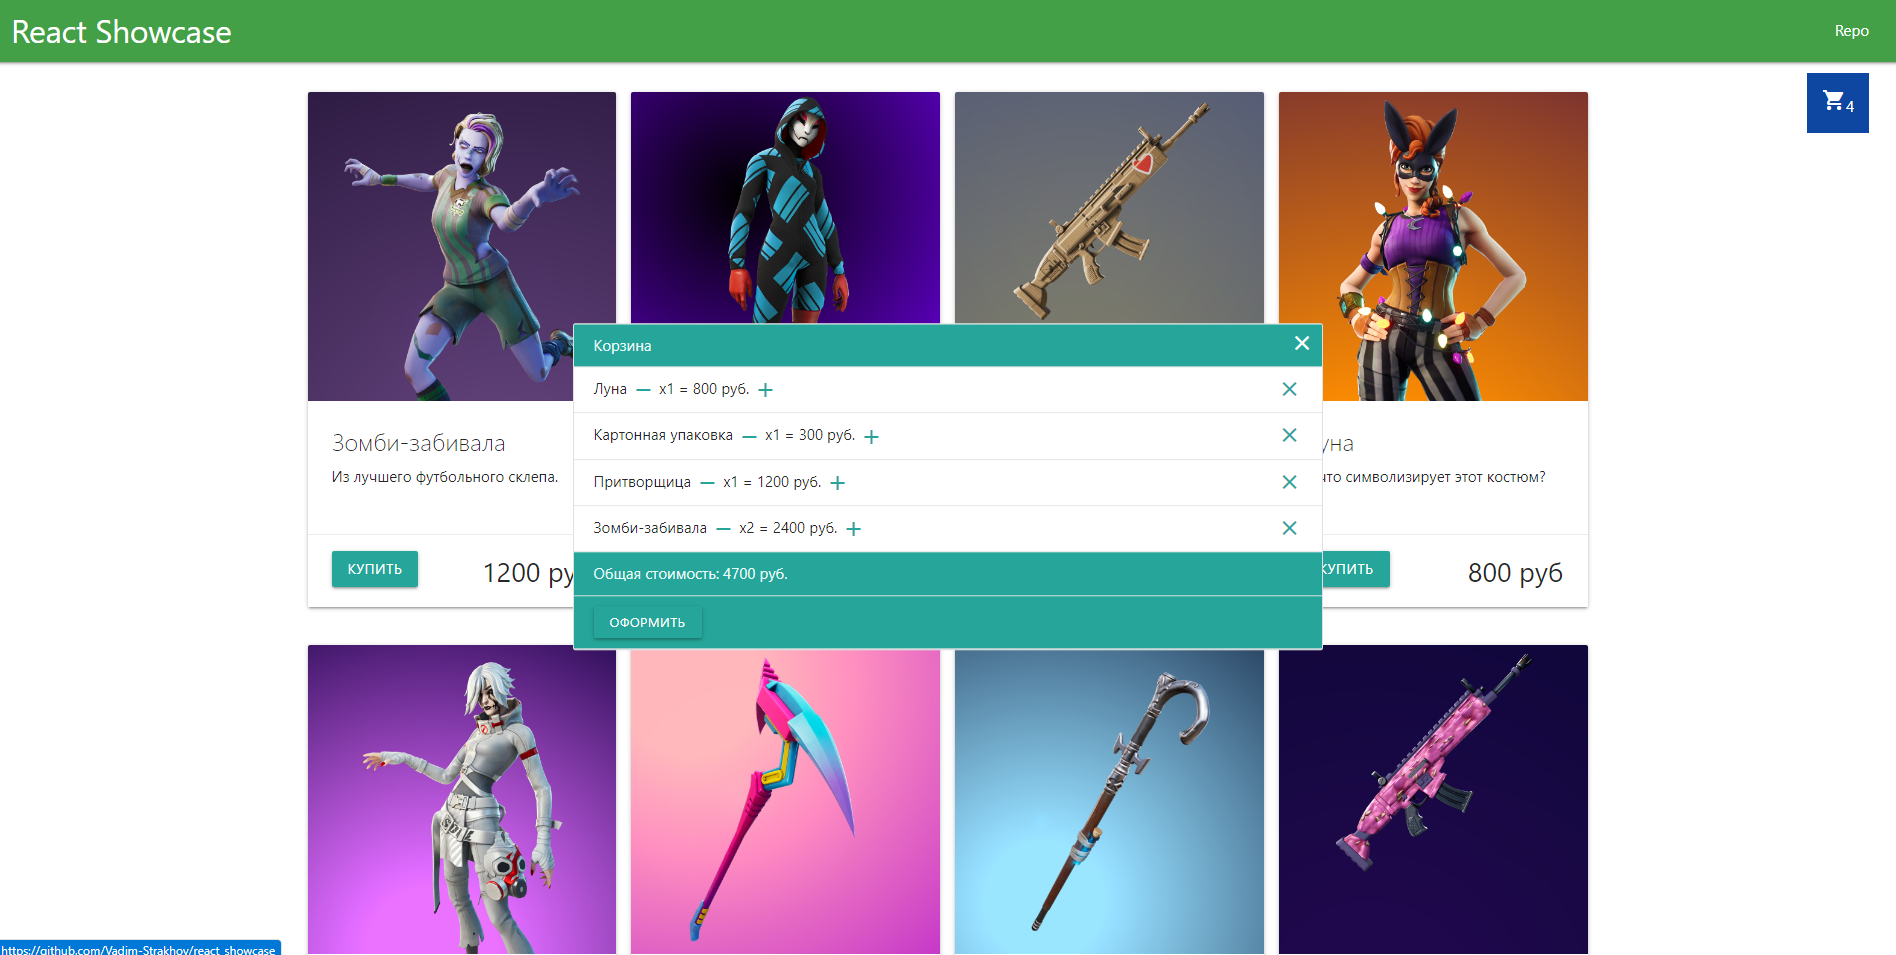 React Showcase
Repo
4
Корзина
Луна x1 = 800 руб.
Картонная упаковка x1 = 300 руб.
Притворщица x1 = 1200 руб.
Зомби-забивала x2 = 2400 руб.
Общая стоимость: 4700 руб.
ОФОРМИТЬ
Зомби-забивала
Из лучшего футбольного склепа.
КУПИТЬ
1200 ру
уна
что символизирует этот костюм?
КУПИТЬ
800 руб
https://github.com/Vadim-Strakhov/react_showcase